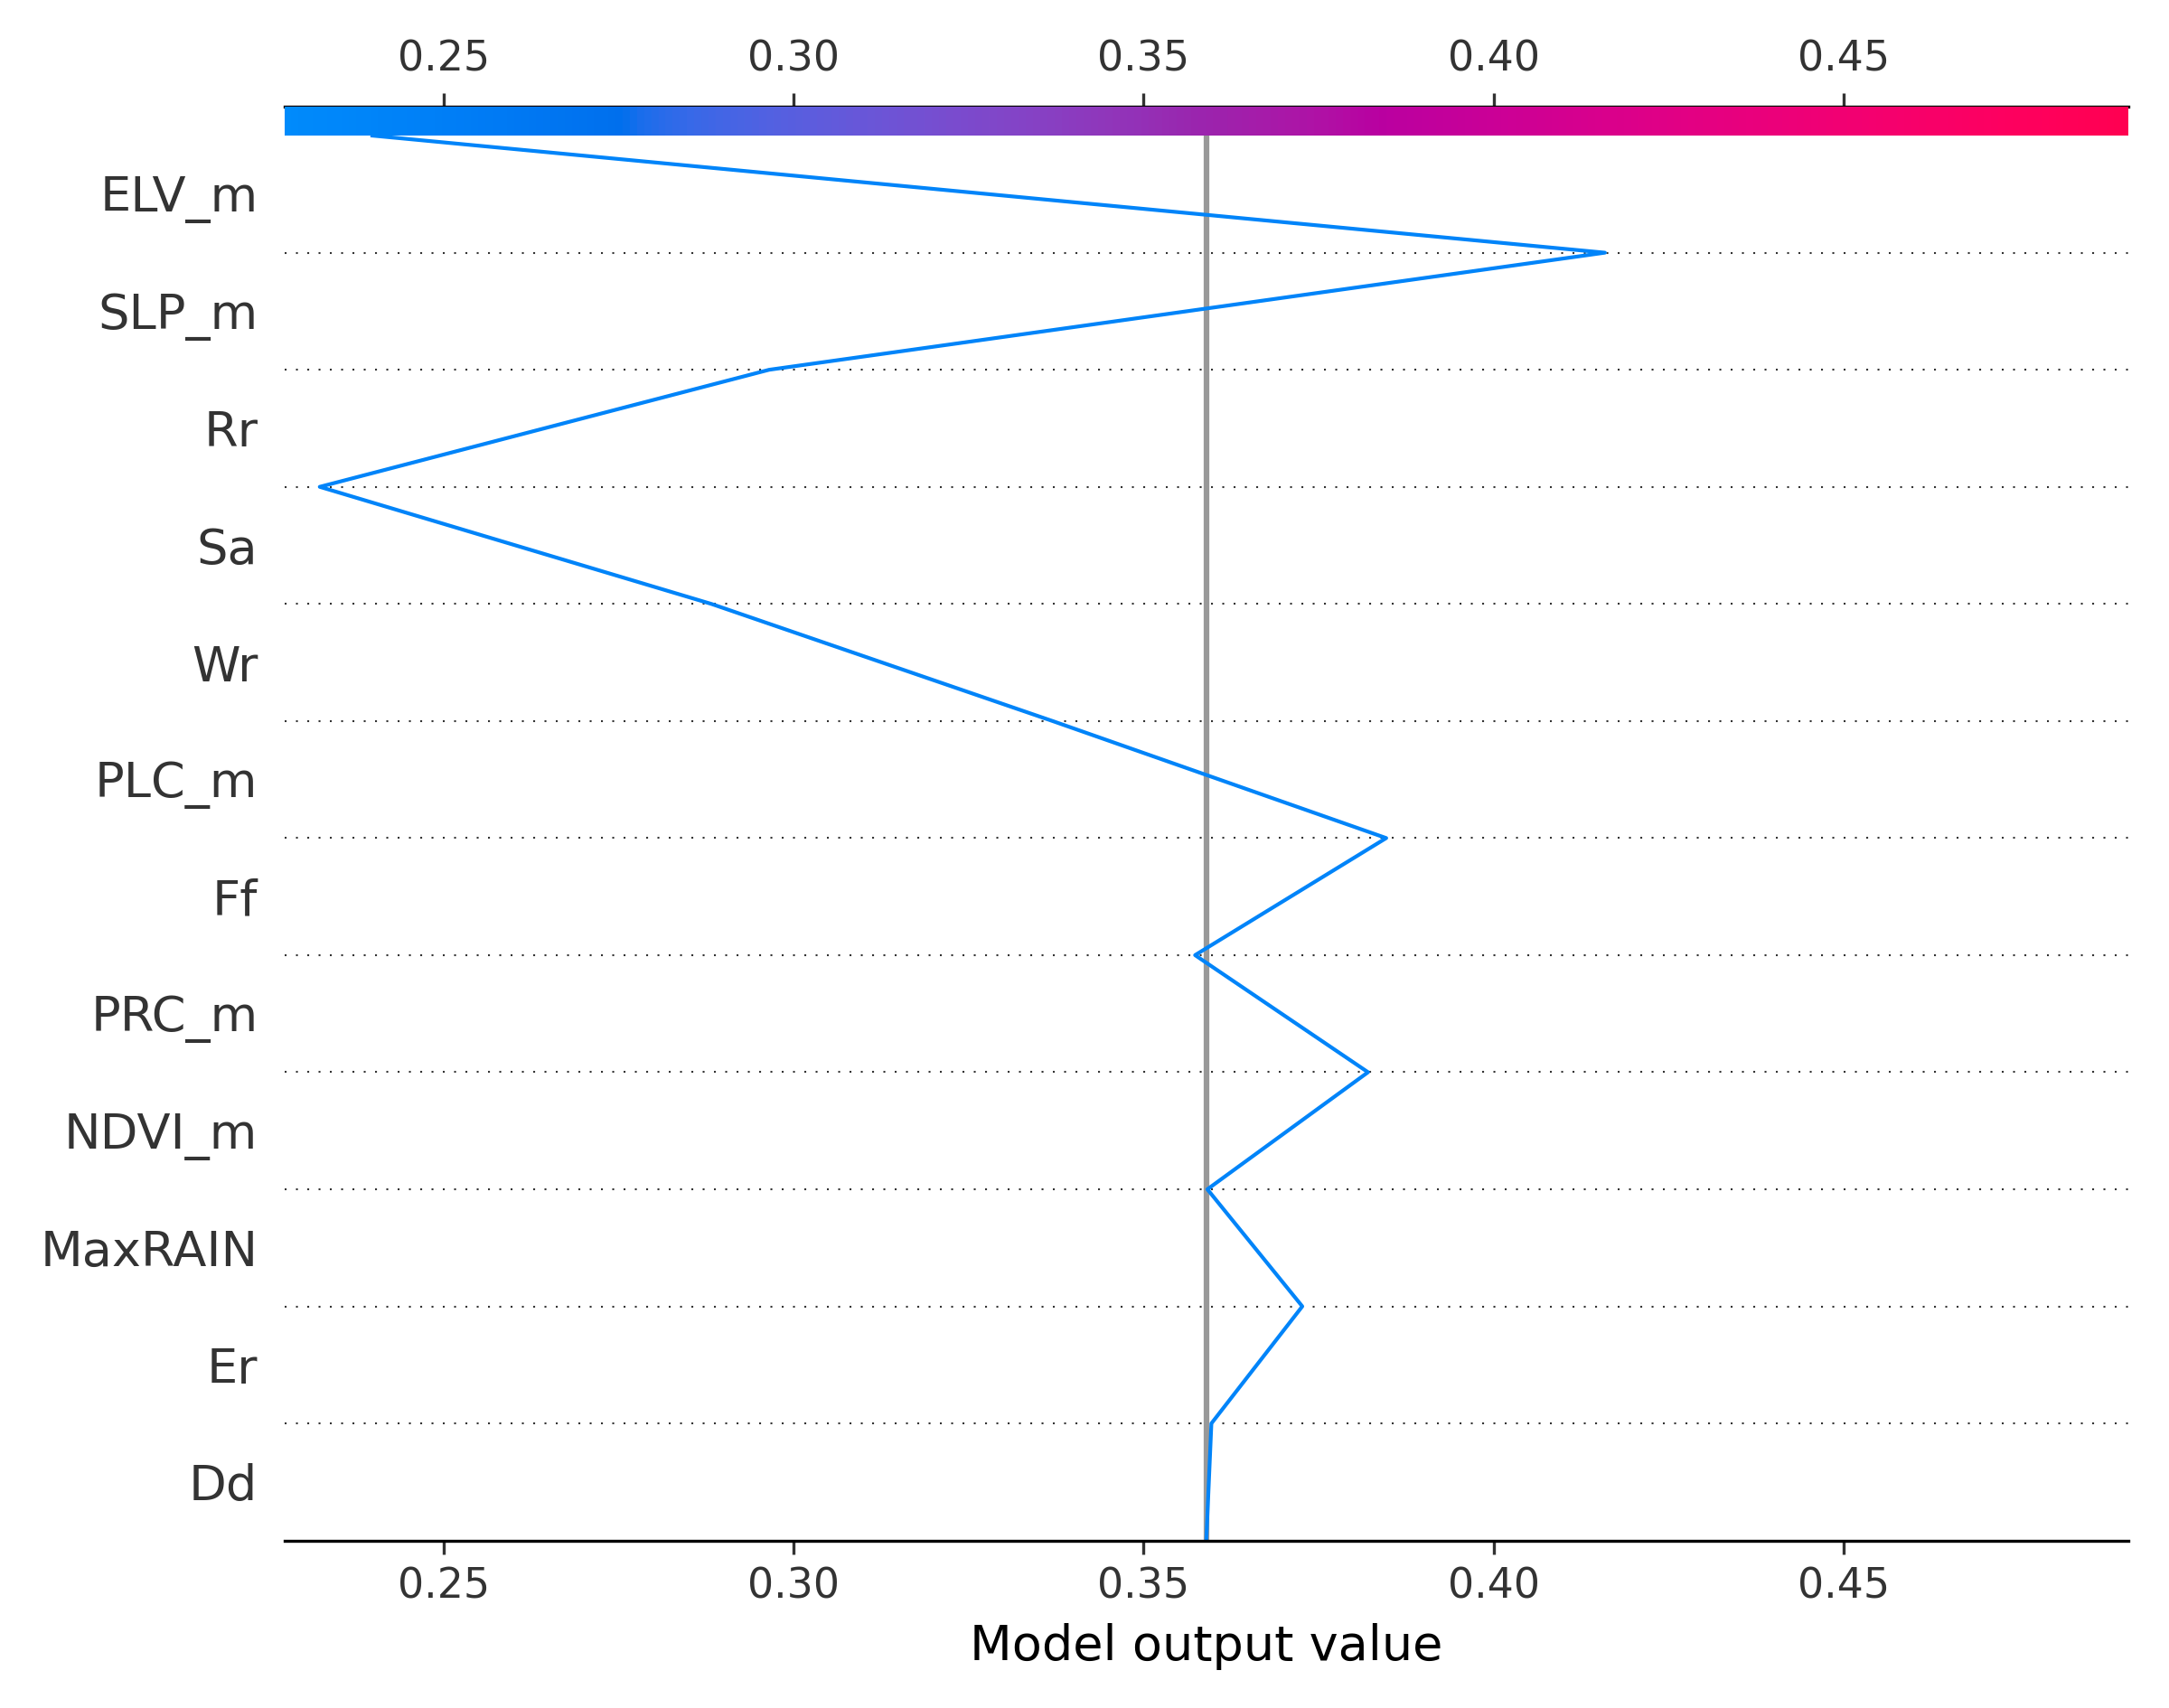 0.25 0.30 0.35 0.40 0.45
ELV_m
SLP_m
Rr
Sa
Wr
PLC_m
Ff
PRC_m
NDVI_m
MaxRAIN
Er
Dd
0.25 0.30 0.35 0.40 0.45
Model output value